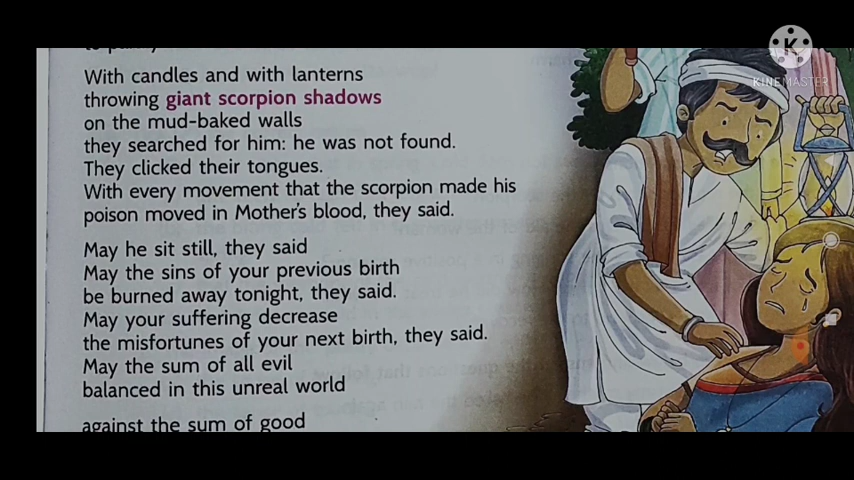 With candles and with lanterns
throwing giant scorpion shadows
on the mud-baked walls
they searched for him: he was not found.
They clicked their tongues.
With every movement that the scorpion made his
poison moved in Mother's blood, they said.
May he sit still, they said
May the sins of your previous birth
be burned away tonight, they said.
May your suffering decrease
the misfortunes of your next birth, they said.
May the sum of all evil
balanced in this unreal world
against the sum of good
K
KINEMASTER